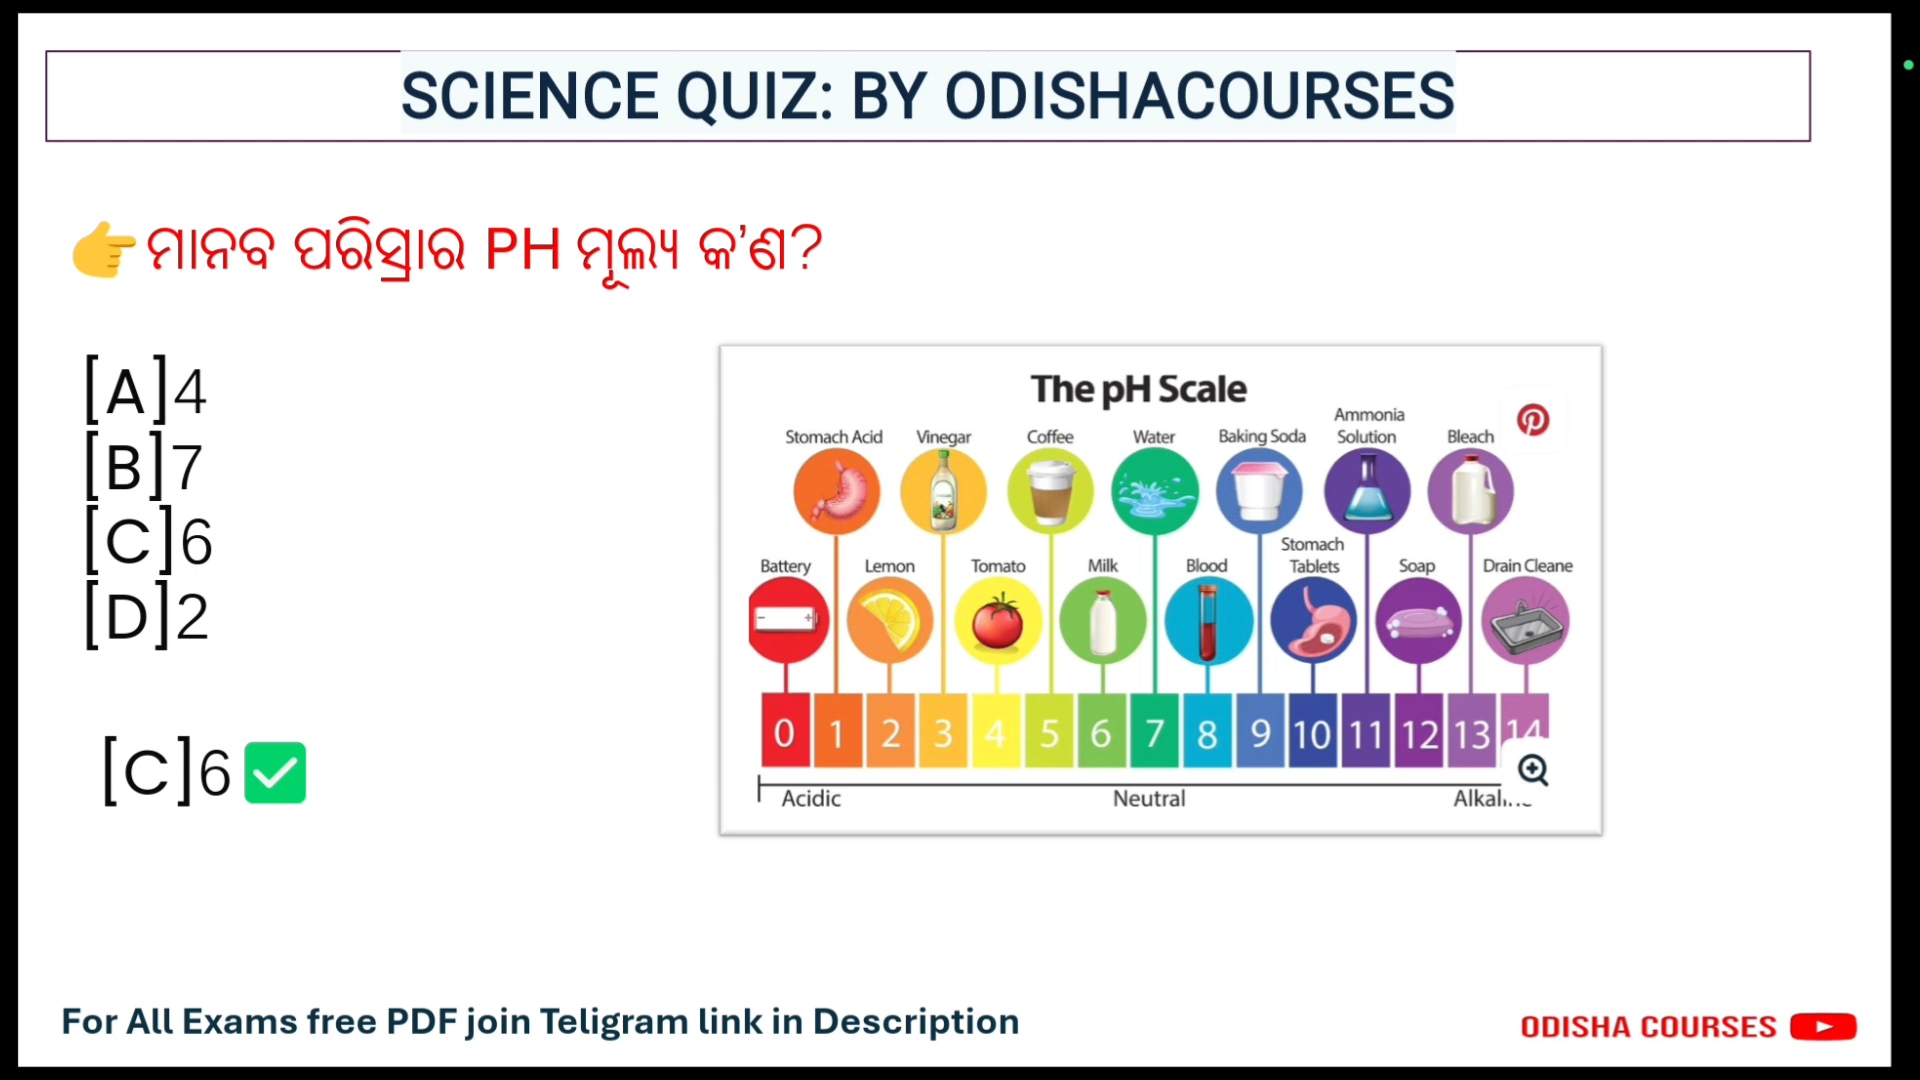 SCIENCE QUIZ: BY ODISHACOURSES
👉ମାନବ ପରିସ୍ରାର PH ମୂଲ୍ୟ କ’ଣ?
[A]4
[B]7
[C]6
[D]2
[C]6✅
The pH Scale
Stomach Acid Vinegar Coffee Water Baking Soda Ammonia Solution Bleach
Battery Lemon Tomato Milk Blood Stomach Tablets Soap Drain Cleane
0 1 2 3 4 5 6 7 8 9 10 11 12 13 14
Acidic Neutral
For All Exams free PDF join Teligram link in Description
ODISHA COURSES